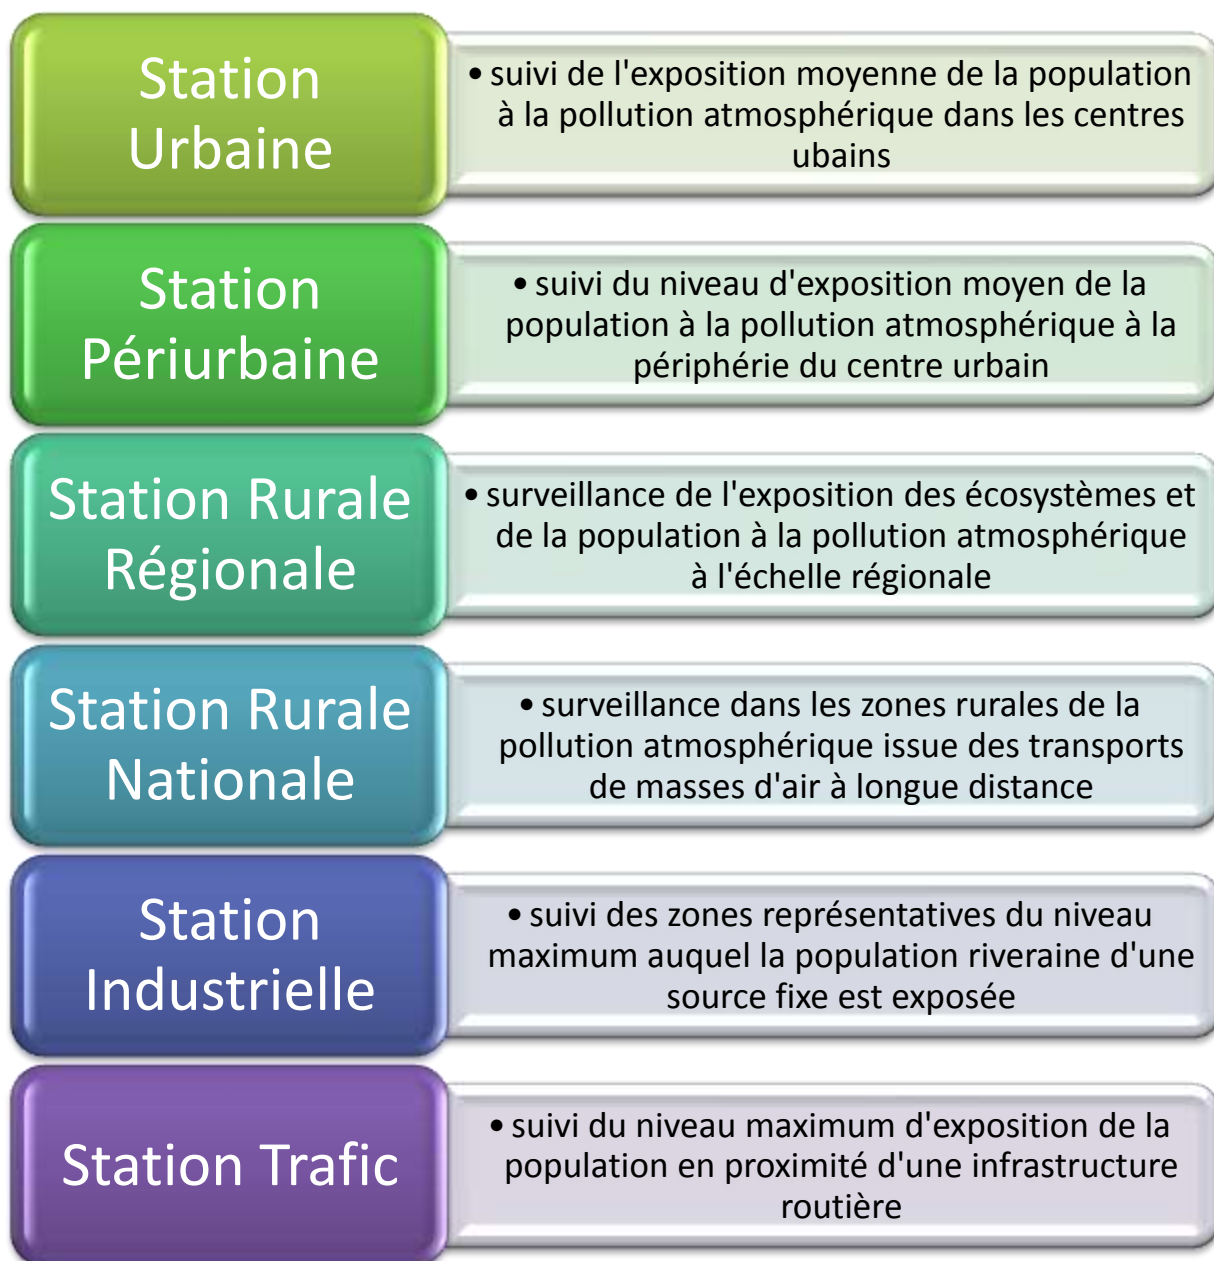 Station
Urbaine
• suivi de l'exposition moyenne de la population
à la pollution atmosphérique dans les centres
ubains
Station
Périurbaine
• suivi du niveau d'exposition moyen de la
population à la pollution atmosphérique à la
périphérie du centre urbain
Station Rurale
Régionale
• surveillance de l'exposition des écosystèmes et
de la population à la pollution atmosphérique
à l'échelle régionale
Station Rurale
Nationale
• surveillance dans les zones rurales de la
pollution atmosphérique issue des transports
de masses d'air à longue distance
Station
Industrielle
• suivi des zones représentatives du niveau
maximum auquel la population riveraine d'une
source fixe est exposée
Station Trafic
• suivi du niveau maximum d'exposition de la
population en proximité d'une infrastructure
routière